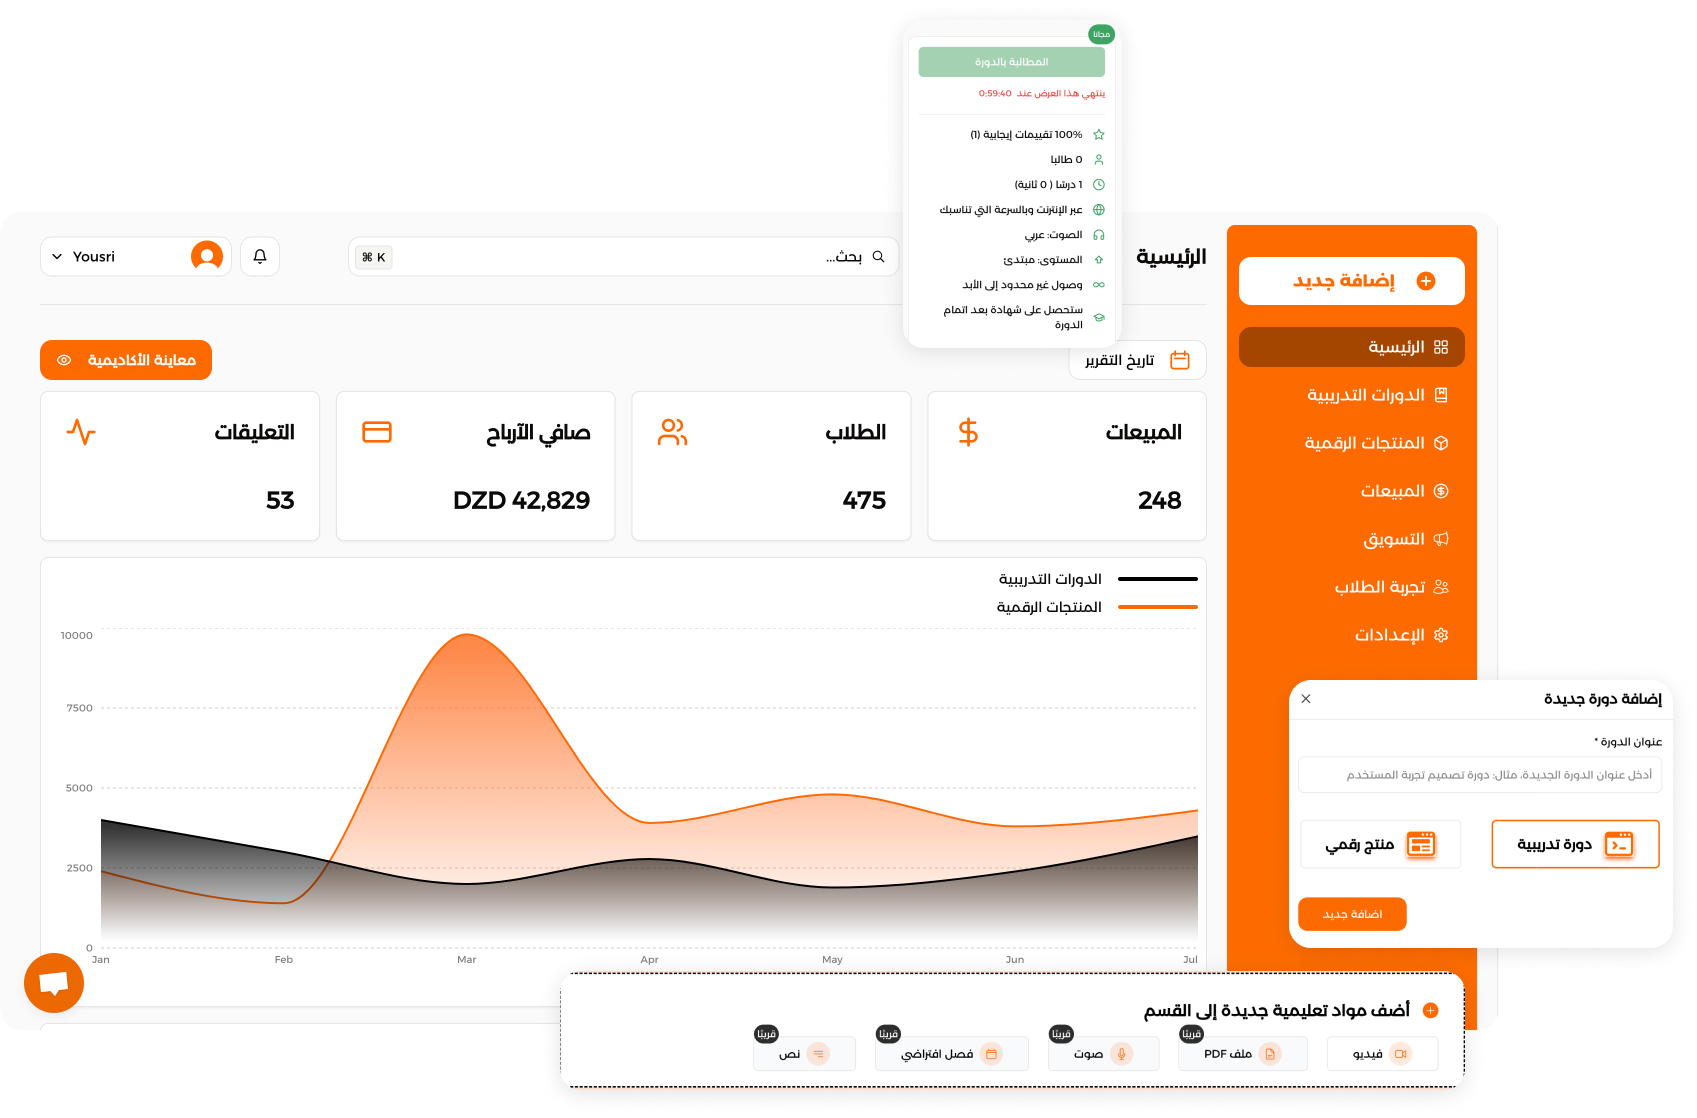 مجانا
المطالبة بالدورة
ينتهي هذا العرض عند 0:59:40
100% تقييمات إيجابية (1)
0 طالبا
1 درسًا ( 0 ثانية)
عبر الإنترنت وبالسرعة التي تناسبك
الصوت: عربي
المستوى: مبتدئ
وصول غير محدود إلى الأبد
ستحصل على شهادة بعد اتمام
الدورة
إضافة جديد
الرئيسية
الدورات التدريبية
المنتجات الرقمية
المبيعات
التسويق
تجربة الطلاب
الإعدادات
الرئيسية
بحث...
⌘ K
Yousri
تاريخ التقرير
معاينة الأكاديمية
المبيعات
248
الطلاب
475
صافي الأرباح
DZD 42,829
التعليقات
53
الدورات التدريبية
المنتجات الرقمية
10000
7500
5000
2500
0
Jan
Feb
Mar
Apr
May
Jun
Jul
إضافة دورة جديدة
عنوان الدورة *
أدخل عنوان الدورة الجديدة، مثال: دورة تصميم تجربة المستخدم
دورة تدريبية
منتج رقمي
اضافة جديد
أضف مواد تعليمية جديدة إلى القسم
فيديو
قريبًا
ملف PDF
قريبًا
صوت
قريبًا
فصل افتراضي
قريبًا
نص